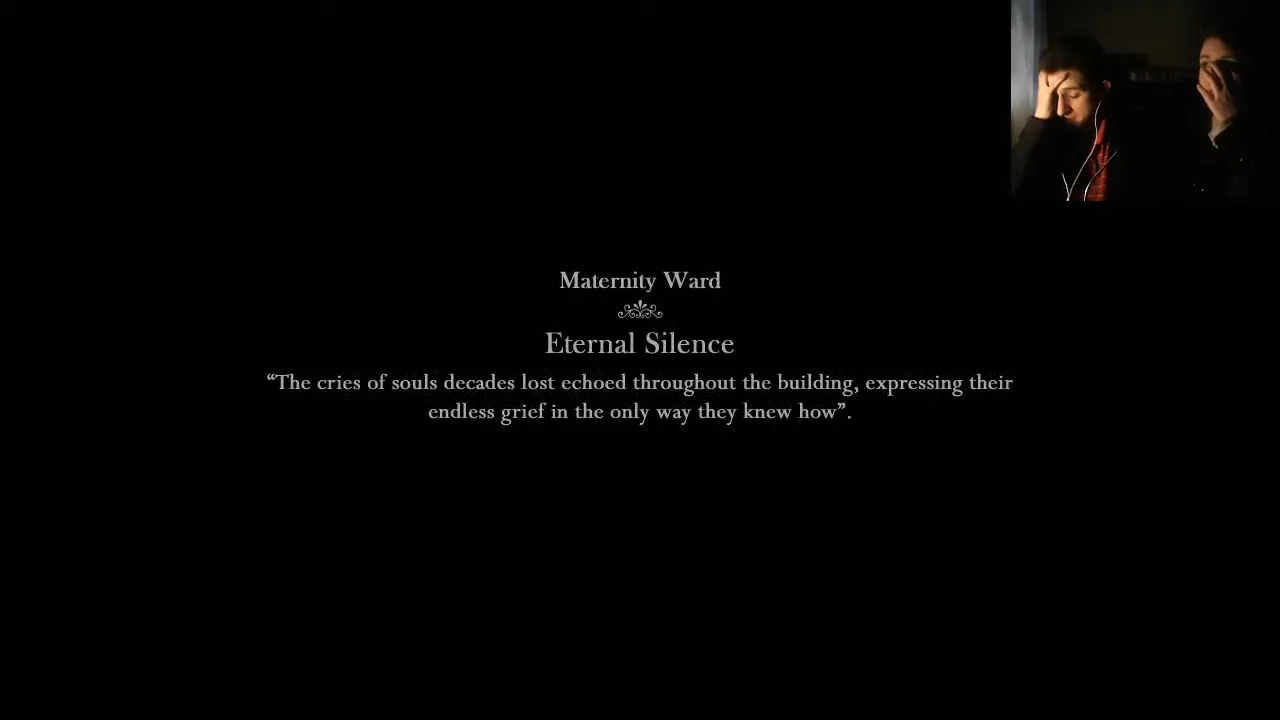 Maternity Ward
Eternal Silence
“The cries of souls decades lost echoed throughout the building, expressing their
endless grief in the only way they knew how”.